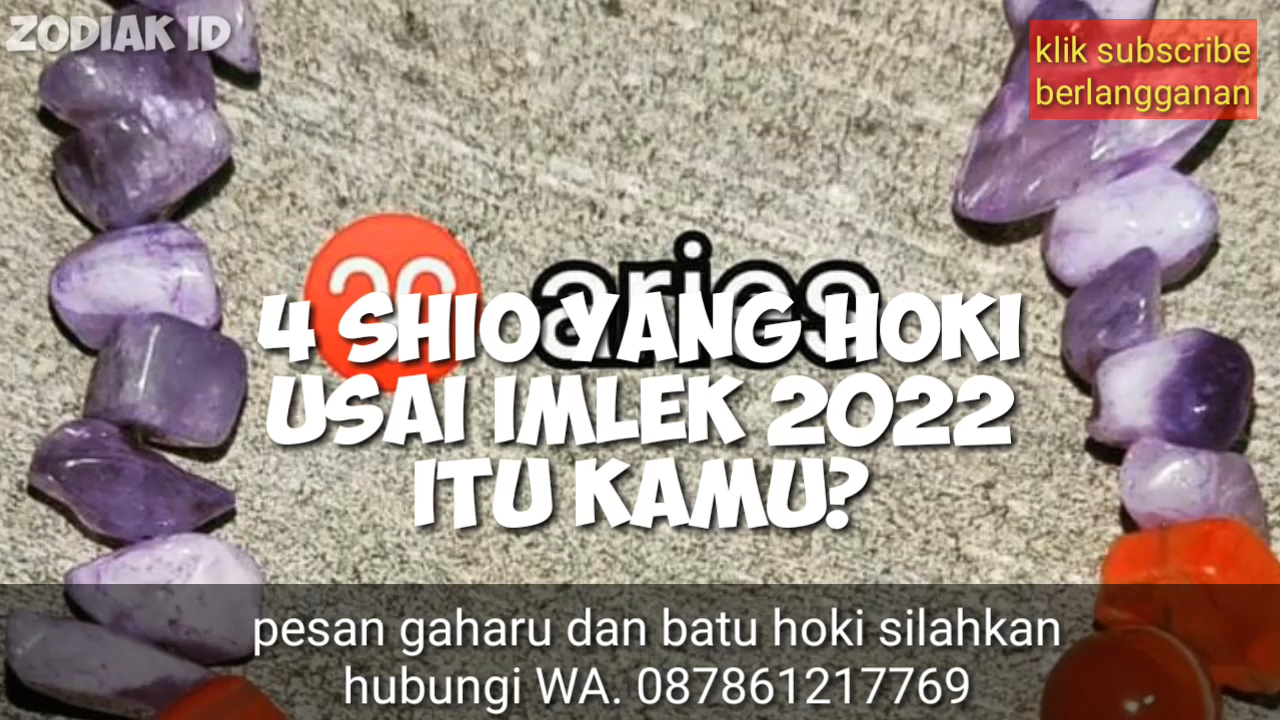 ZODIAK ID
klik subscribe
berlangganan
aries
4 SHIO YANG HOKI
USAI IMLEK 2022
ITU KAMU?
pesan gaharu dan batu hoki silahkan
hubungi WA. 087861217769